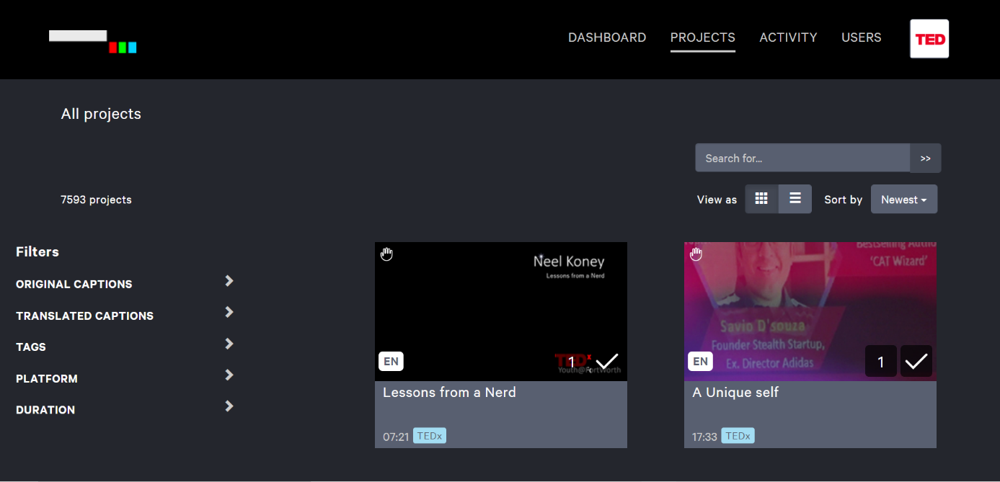 DASHBOARD
PROJECTS
ACTIVITY
USERS
TED
All projects
Search for...
>>
7593 projects
View as
Sort by
Newest
Filters
ORIGINAL CAPTIONS
TRANSLATED CAPTIONS
TAGS
PLATFORM
DURATION
Neel Koney
Lessons from a Nerd
EN
TEDx
1
Youth@FortWorth
Lessons from a Nerd
07:21
TEDx
Bestselling Autho
'CAT Wizard'
Savio D'souza
Founder Stealth Startup,
Ex. Director Adidas
EN
1
A Unique self
17:33
TEDx